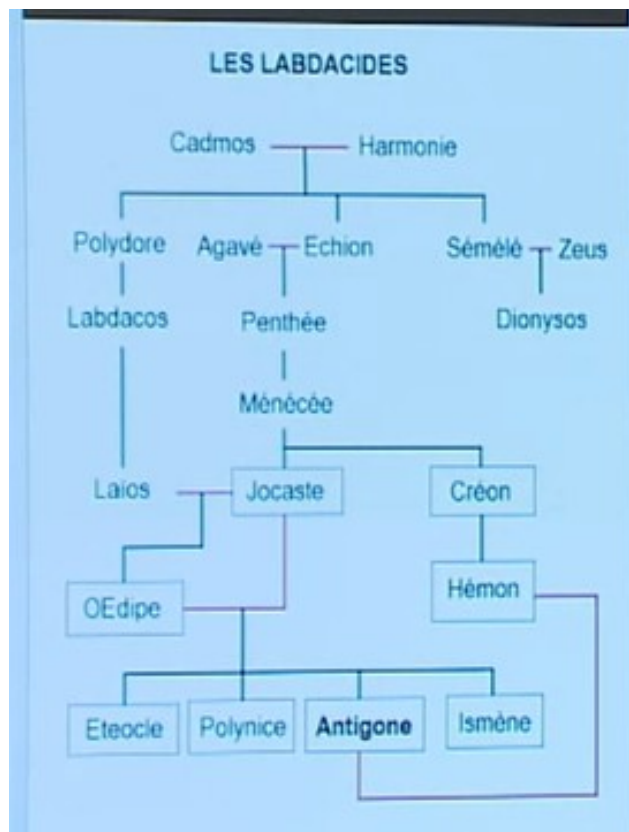 LES LABDACIDES
Cadmos Harmonie
Polydore Agavé Echion Sémélé Zeus
Labdacos Penthée Dionysos
Ménécée
Laïos Jocaste Créon
OEdipe Hémon
Eteocle Polynice Antigone Ismène